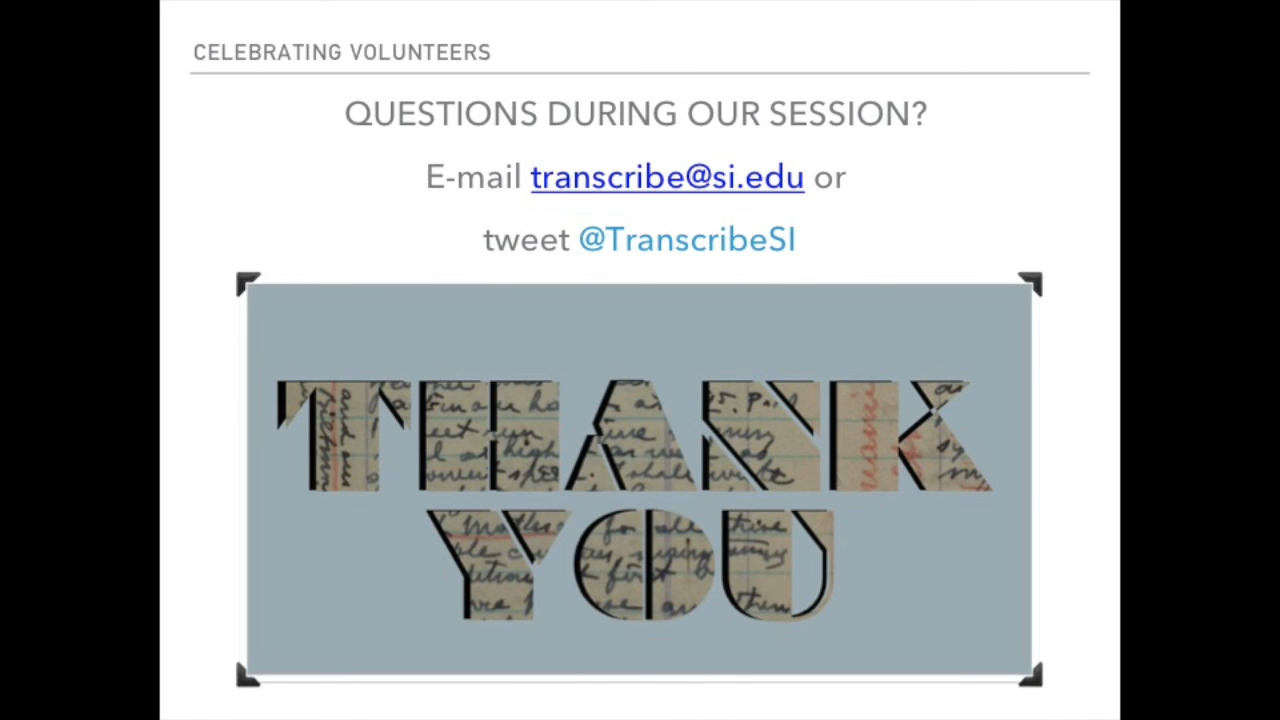 CELEBRATING VOLUNTEERS
QUESTIONS DURING OUR SESSION?
E-mail transcribe@si.edu or
tweet @TranscribeSI
THANK
YOU